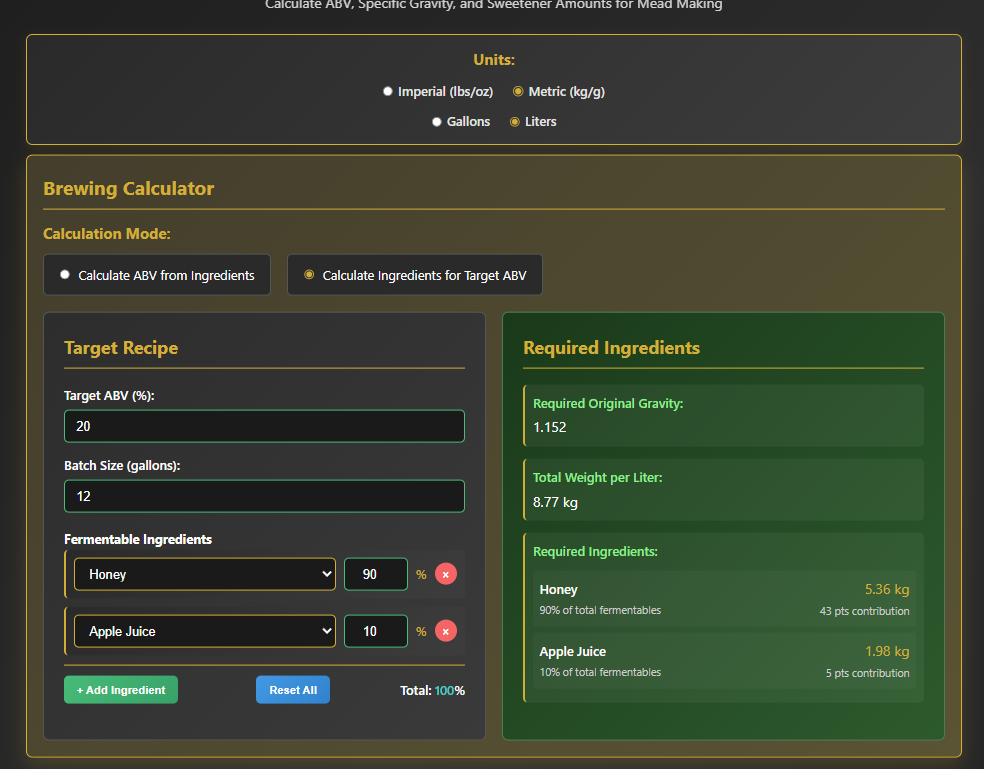 Calculate ABV, Specific Gravity, and Sweetener Amounts for Mead Making
Units:
Imperial (lbs/oz) Metric (kg/g)
Gallons Liters
Brewing Calculator
Calculation Mode:
Calculate ABV from Ingredients Calculate Ingredients for Target ABV
Target Recipe
Target ABV (%):
20
Batch Size (gallons):
12
Fermentable Ingredients
Honey 90 % ×
Apple Juice 10 % ×
+ Add Ingredient Reset All Total: 100%
Required Ingredients
Required Original Gravity:
1.152
Total Weight per Liter:
8.77 kg
Required Ingredients:
Honey 5.36 kg
90% of total fermentables 43 pts contribution
Apple Juice 1.98 kg
10% of total fermentables 5 pts contribution